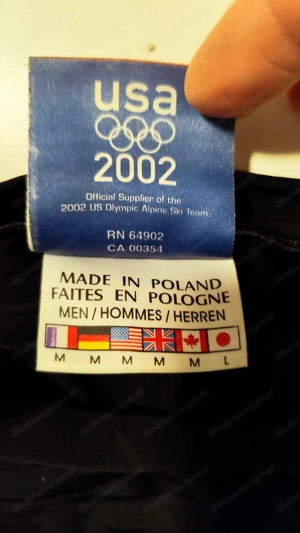 usa
2002
Official Supplier of the
2002 US Olympic Alpine Ski Team
RN 64902
CA 00354
MADE IN POLAND
FAITES EN POLOGNE
MEN / HOMMES / HERREN
M M M M M L